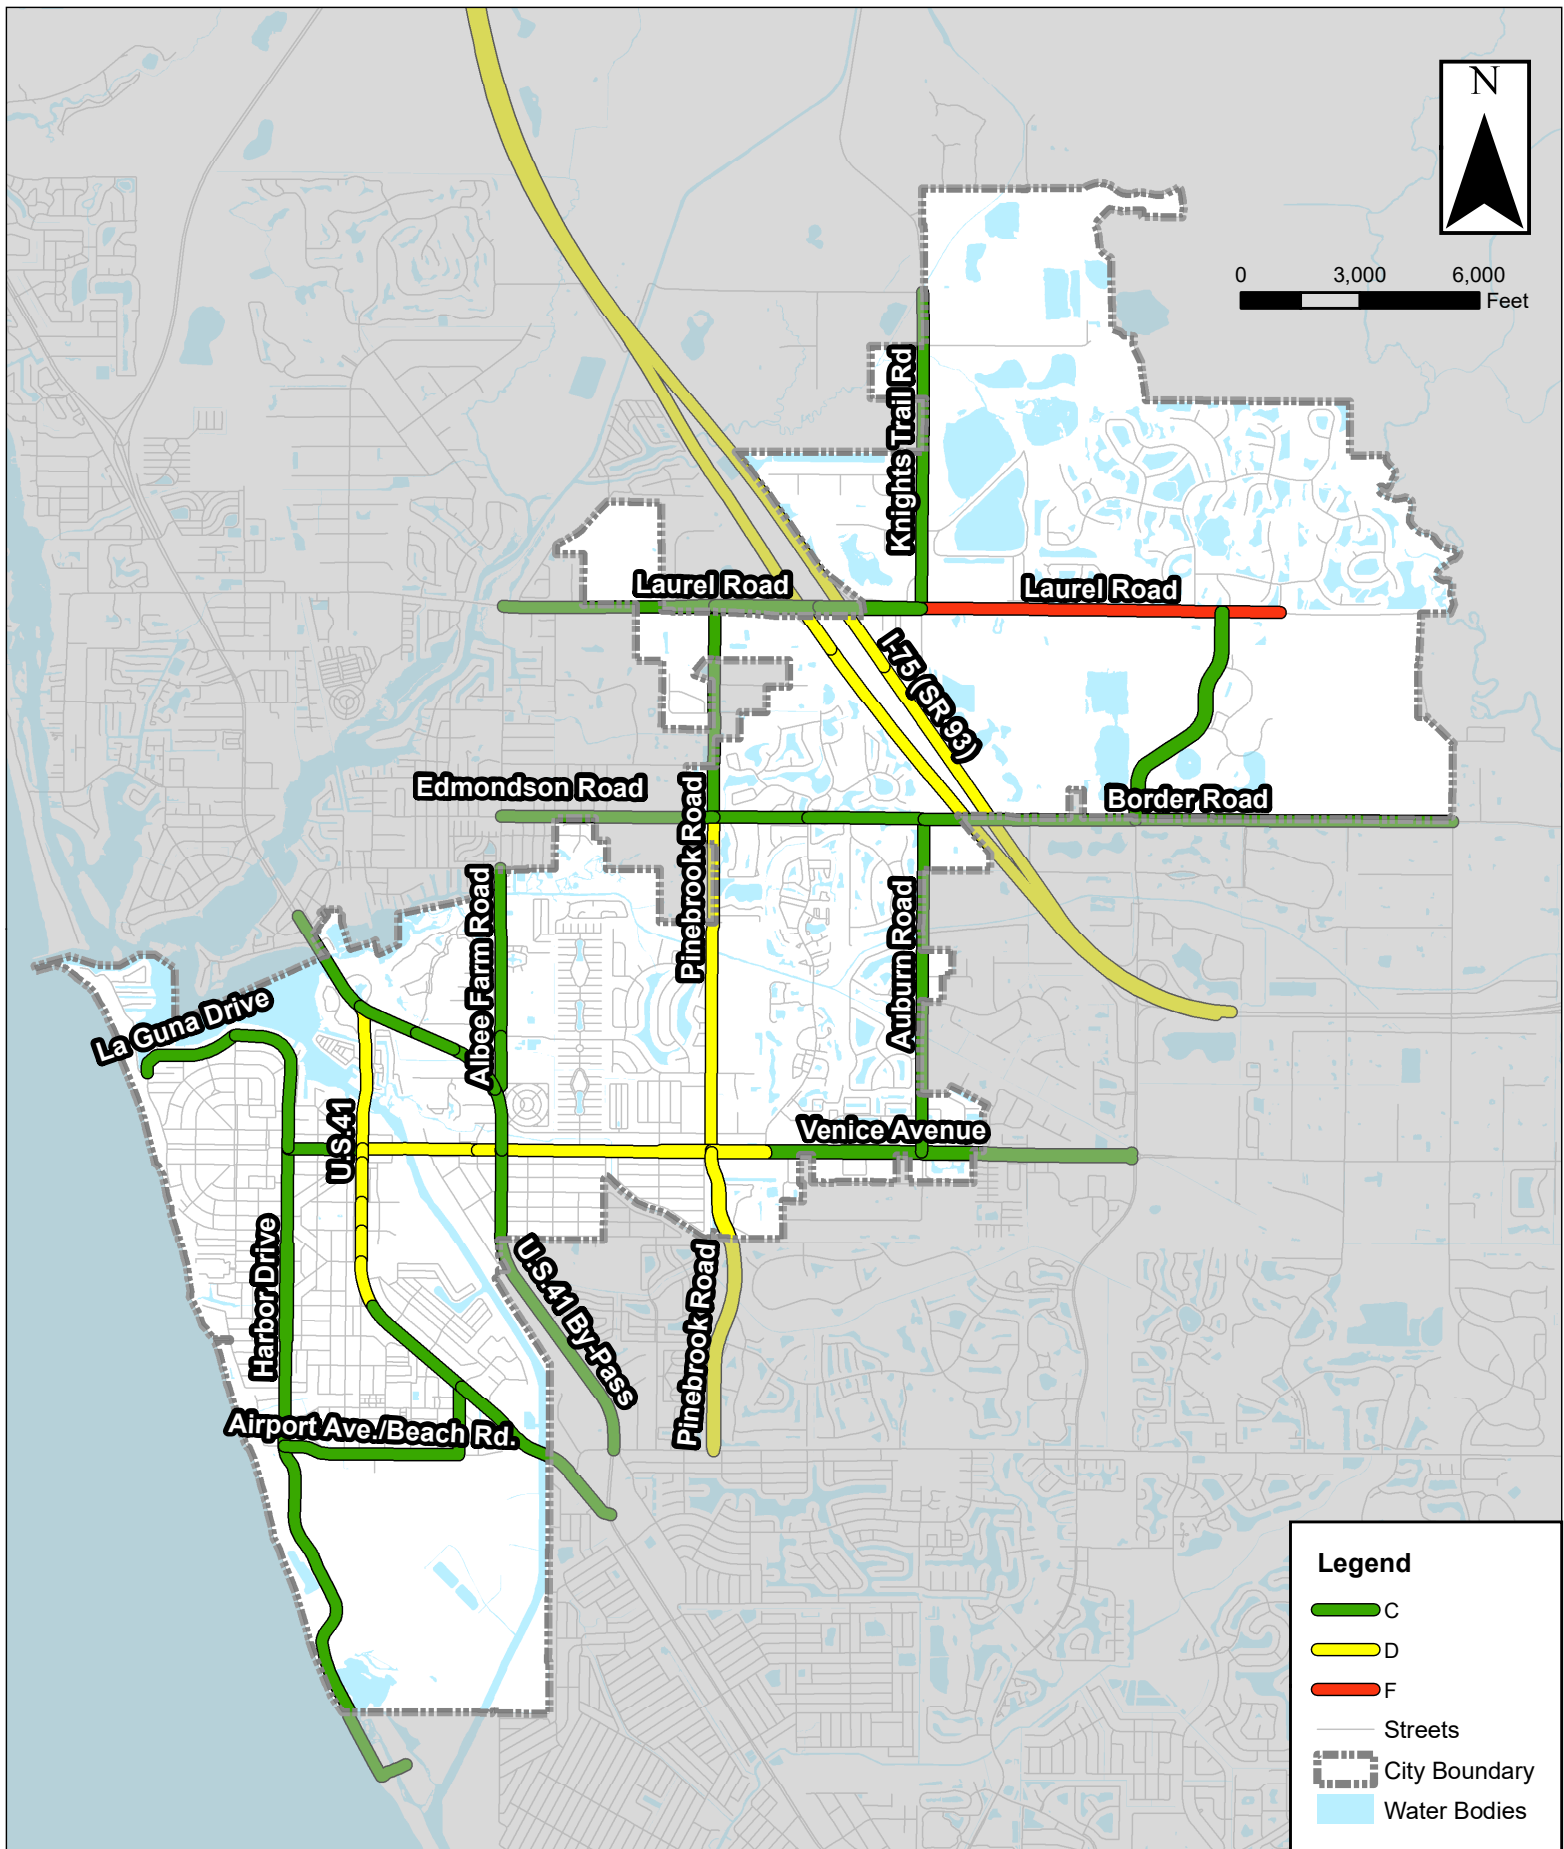 N
0 3,000 6,000
Feet
Knights Trail Rd
Laurel Road
Laurel Road
I-75 (SR 93)
Edmondson Road
Pinebrook Road
Border Road
Albee Farm Road
Auburn Road
La Guna Drive
U.S.41
Venice Avenue
Harbor Drive
U.S.41 By-Pass
Pinebrook Road
Airport Ave./Beach Rd.
Legend
C
D
F
Streets
City Boundary
Water Bodies